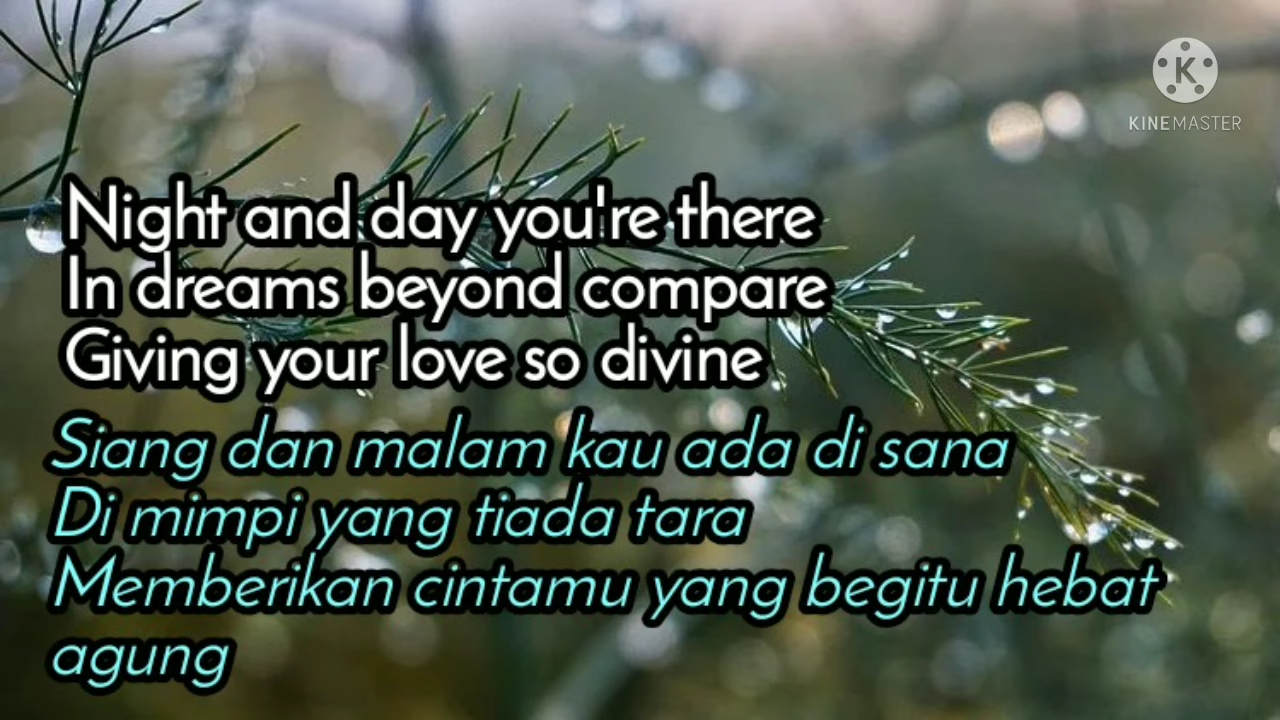 KINEMASTER
Night and day you're there
In dreams beyond compare
Giving your love so divine
Siang dan malam kau ada di sana
Di mimpi yang tiada tara
Memberikan cintamu yang begitu hebat
agung